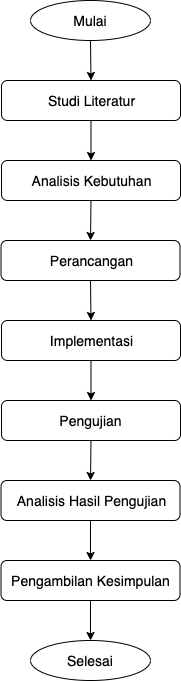 Mulai
Studi Literatur
Analisis Kebutuhan
Perancangan
Implementasi
Pengujian
Analisis Hasil Pengujian
Pengambilan Kesimpulan
Selesai